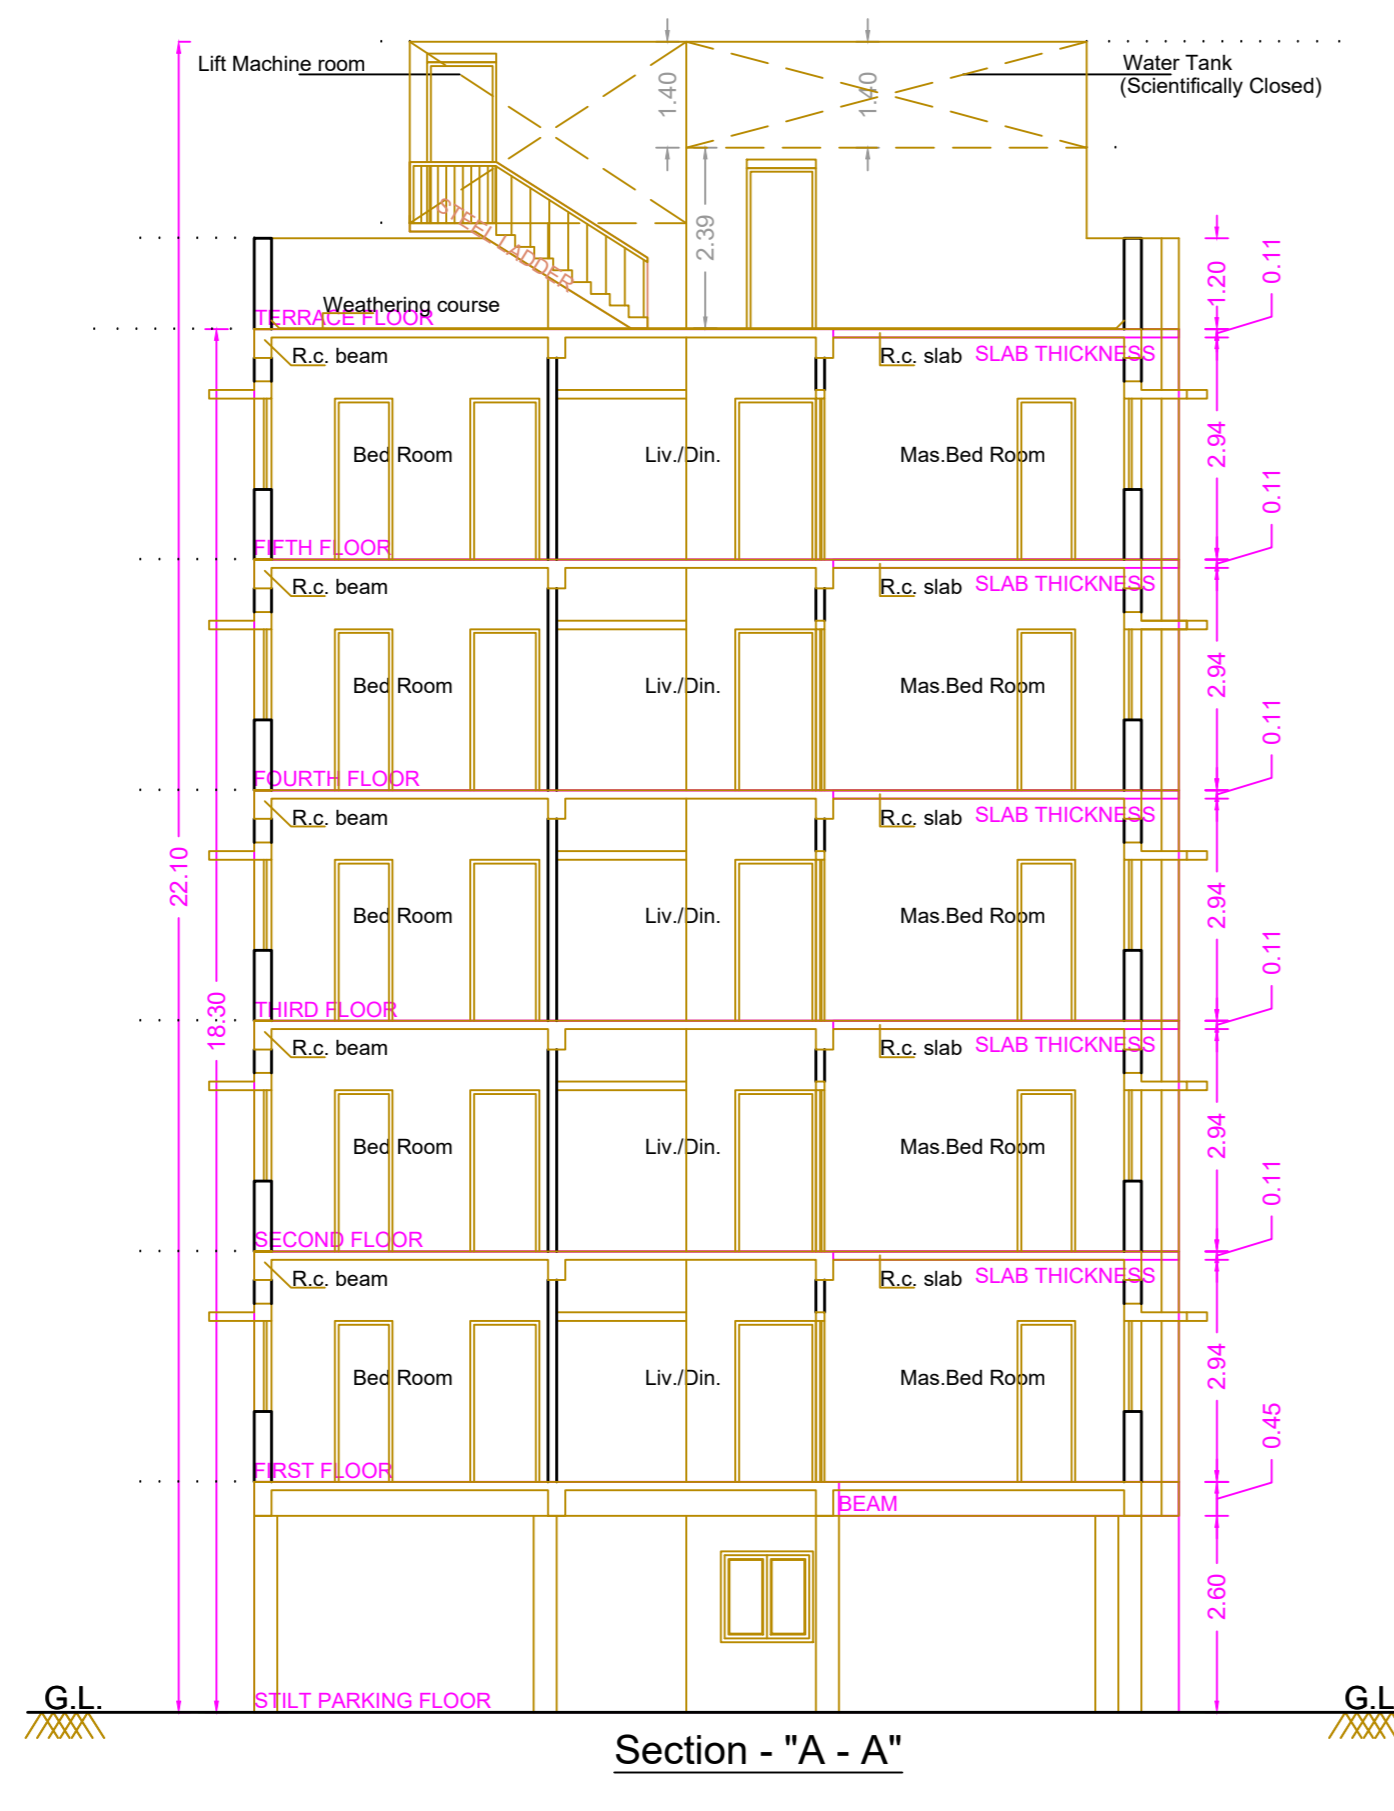 Lift Machine room
Water Tank
(Scientifically Closed)
1.40
1.40
2.39
STEEL LADDER
1.20
0.11
Weathering course
TERRACE FLOOR
R.c. beam
R.c. slab
SLAB THICKNESS
2.94
Bed Room
Liv./Din.
Mas.Bed Room
0.11
FIFTH FLOOR
R.c. beam
R.c. slab
SLAB THICKNESS
2.94
Bed Room
Liv./Din.
Mas.Bed Room
0.11
FOURTH FLOOR
R.c. beam
R.c. slab
SLAB THICKNESS
22.10
2.94
Bed Room
Liv./Din.
Mas.Bed Room
0.11
THIRD FLOOR
18.30
R.c. beam
R.c. slab
SLAB THICKNESS
2.94
Bed Room
Liv./Din.
Mas.Bed Room
0.11
SECOND FLOOR
R.c. beam
R.c. slab
SLAB THICKNESS
2.94
Bed Room
Liv./Din.
Mas.Bed Room
0.45
FIRST FLOOR
BEAM
2.60
G.L.
STILT PARKING FLOOR
G.L
Section - "A - A"